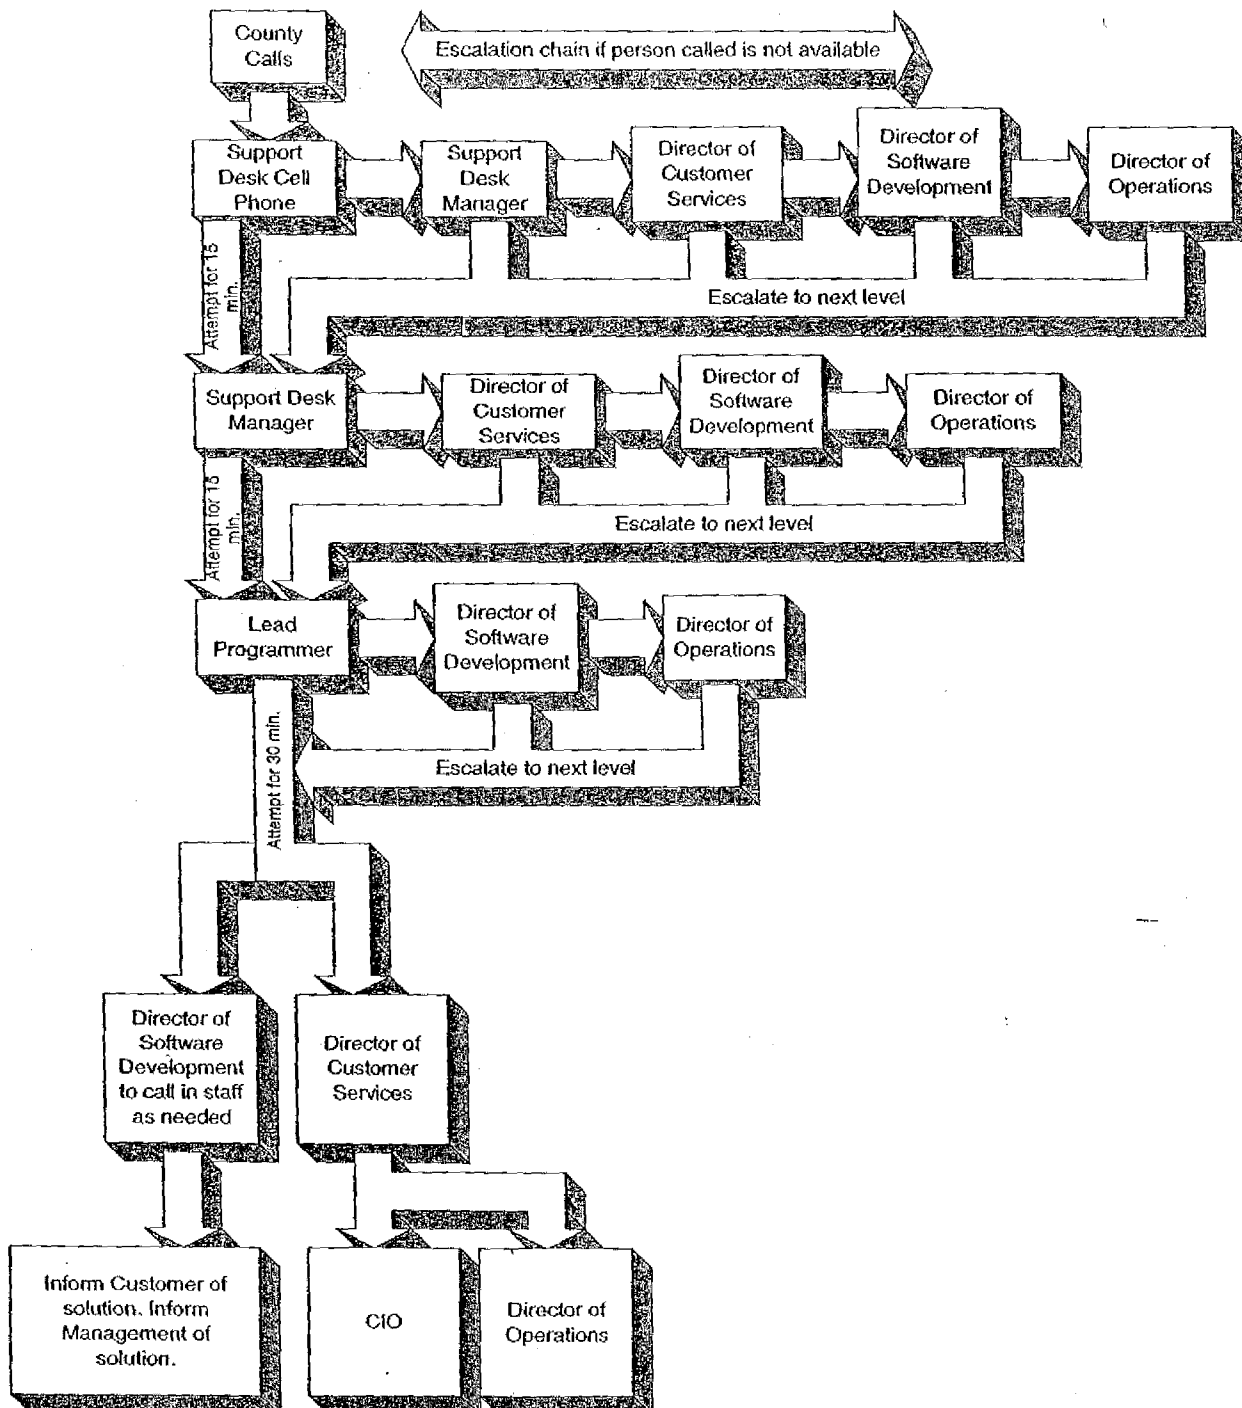 County
Calls
Escalation chain if person called is not available
Support
Desk Cell
Phone
Support
Desk
Manager
Director of
Customer
Services
Director of
Software
Development
Director of
Operations
Attempt for 15
min.
Escalate to next level
Support Desk
Manager
Director of
Customer
Services
Director of
Software
Development
Director of
Operations
Attempt for 15
min.
Escalate to next level
Lead
Programmer
Director of
Software
Development
Director of
Operations
Attempt for 30 min.
Escalate to next level
Director of
Software
Development
to call in staff
as needed
Director of
Customer
Services
Inform Customer of
solution. Inform
Management of
solution.
CIO
Director of
Operations